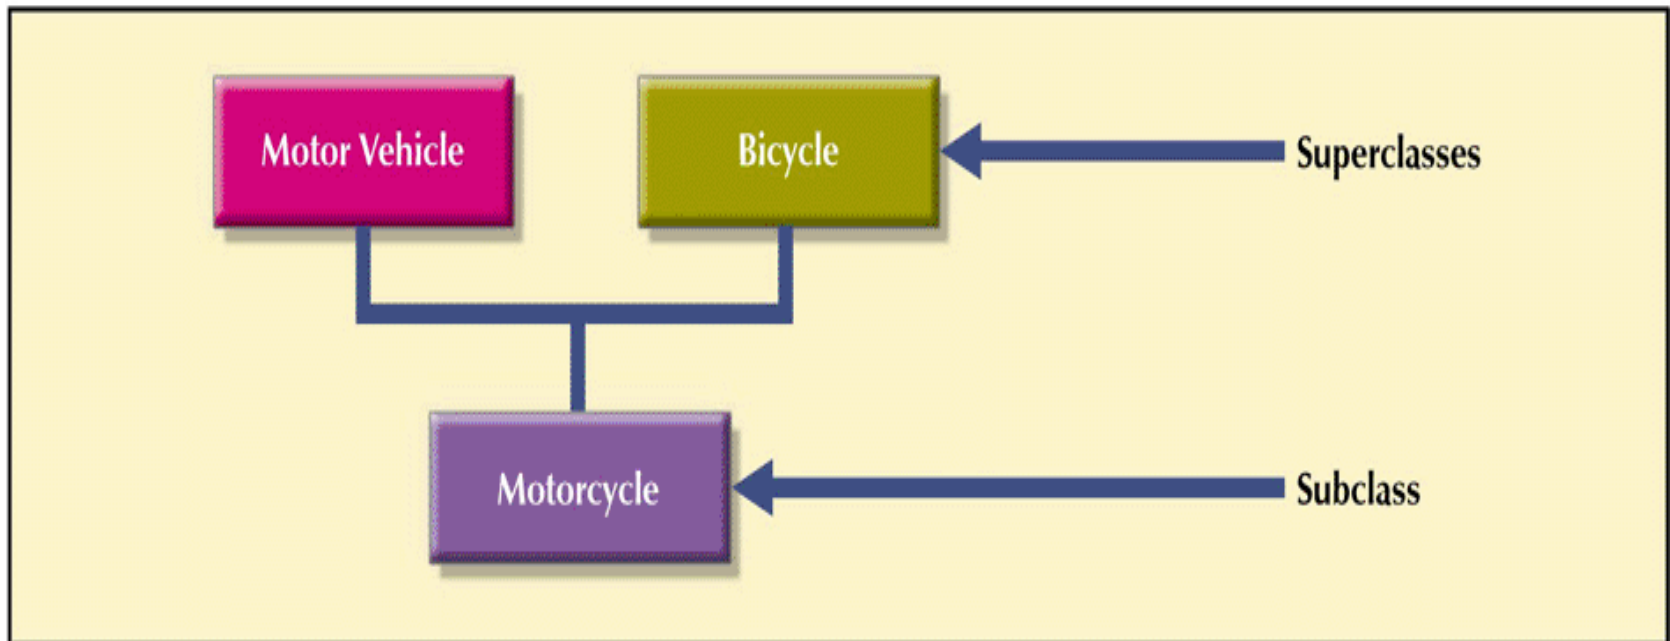 Motor Vehicle
Bicycle
Superclasses
Motorcycle
Subclass